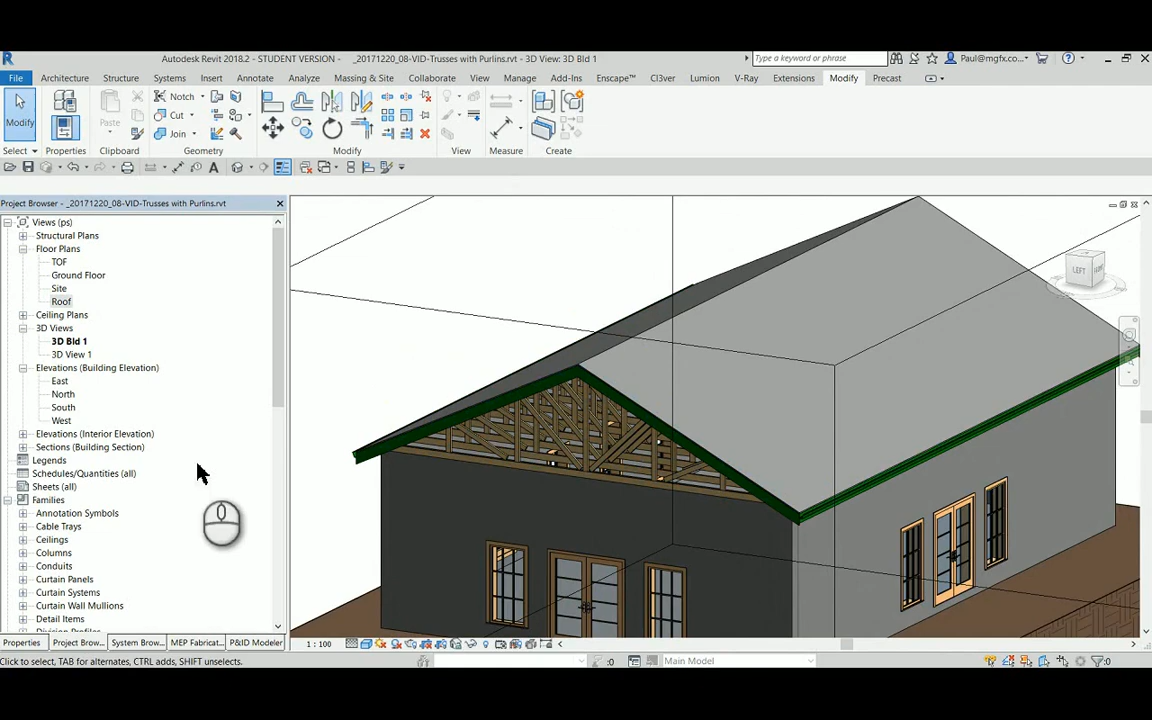 Autodesk Revit 2018.2 - STUDENT VERSION - _20171220_08-VID-Trusses with Purlins.rvt - 3D View: 3D Bld 1
Type a keyword or phrase
Paul@mgfx.co...
File Architecture Structure Systems Insert Annotate Analyze Massing & Site Collaborate View Manage Add-Ins Enscape™ Cl3ver Lumion V-Ray Extensions Modify Precast
Modify
Paste
Notch
Cut
Join
Select Properties Clipboard Geometry Modify View Measure Create
Project Browser - _20171220_08-VID-Trusses with Purlins.rvt
Views (ps)
Structural Plans
Floor Plans
TOF
Ground Floor
Site
Roof
Ceiling Plans
3D Views
3D Bld 1
3D View 1
Elevations (Building Elevation)
East
North
South
West
Elevations (Interior Elevation)
Sections (Building Section)
Legends
Schedules/Quantities (all)
Sheets (all)
Families
Annotation Symbols
Cable Trays
Ceilings
Columns
Conduits
Curtain Panels
Curtain Systems
Curtain Wall Mullions
Detail Items
LEFT
Properties Project Brow... System Brow... MEP Fabricat... P&ID Modeler
1 : 100
Click to select, TAB for alternates, CTRL adds, SHIFT unselects.
:0
Main Model
:0